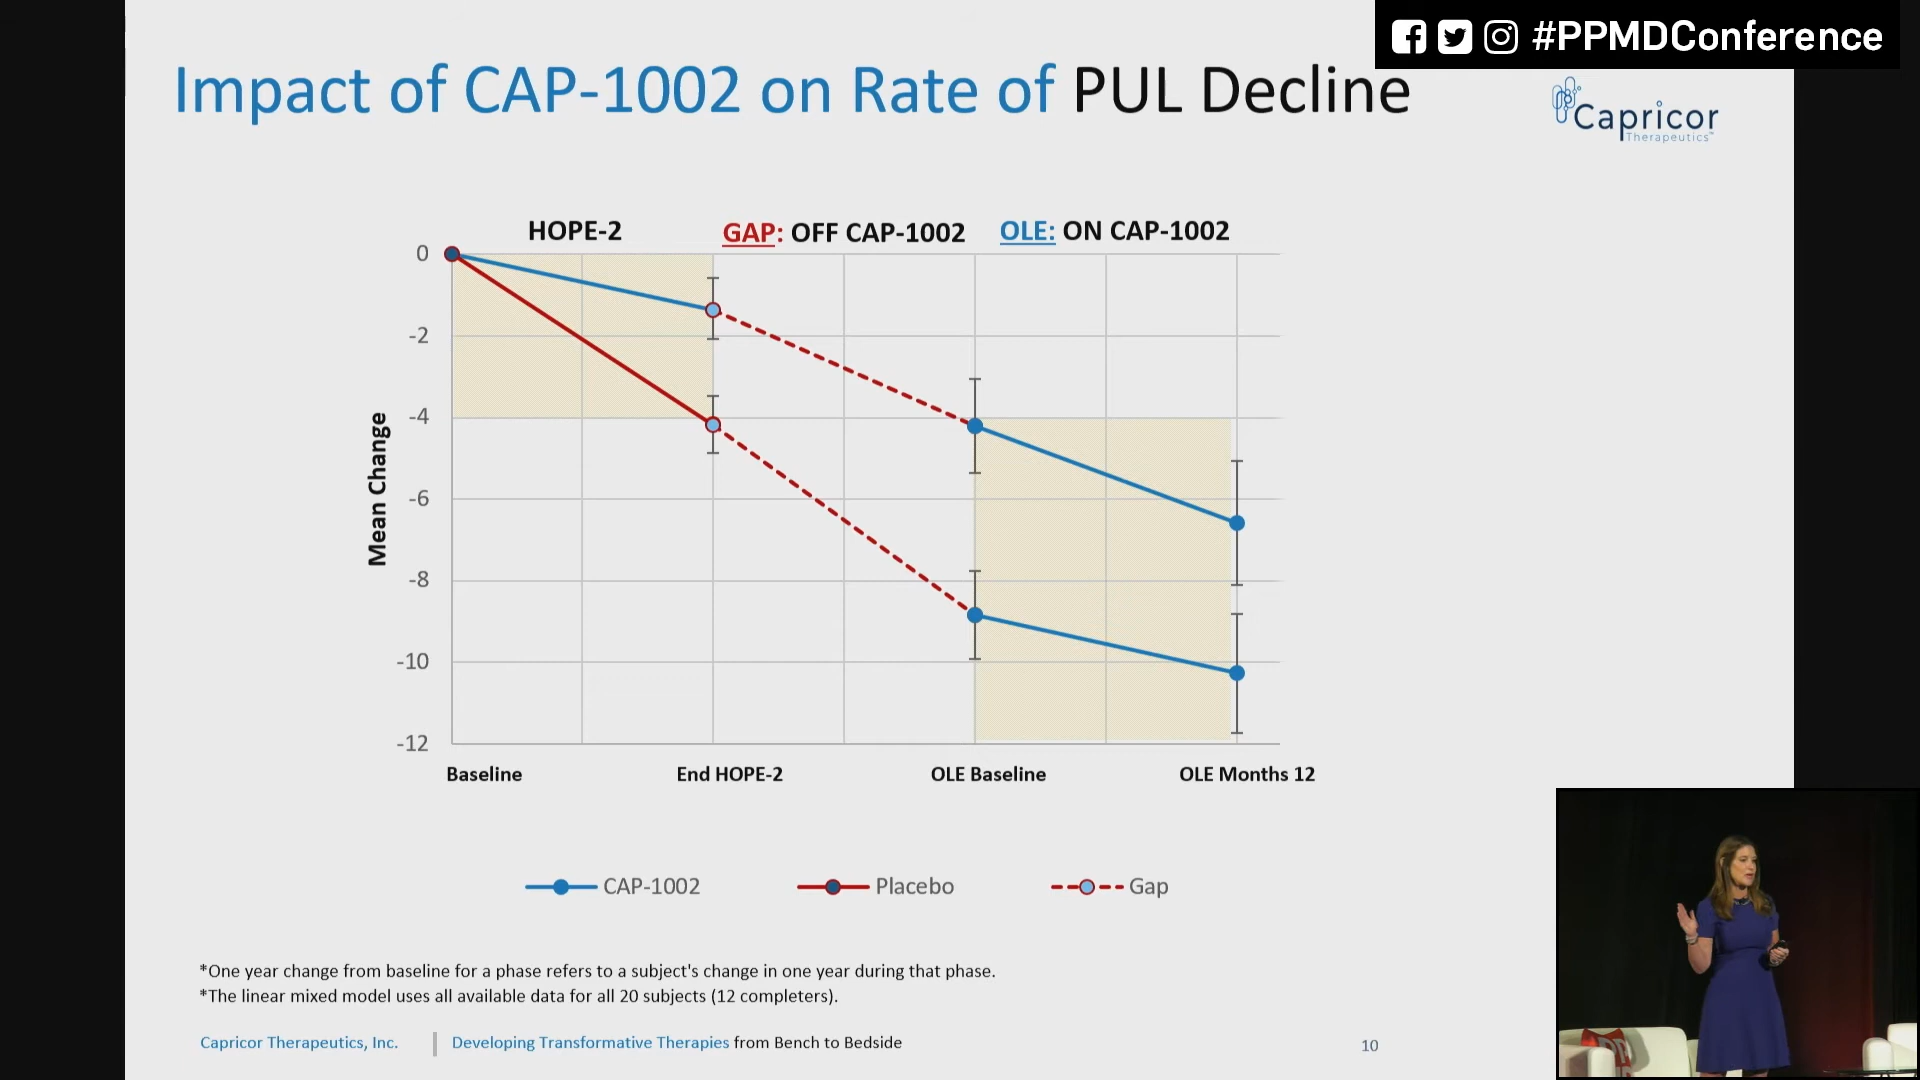 #PPMDConference
Impact of CAP-1002 on Rate of PUL Decline
Capricor
Therapeutics™
HOPE-2
GAP: OFF CAP-1002
OLE: ON CAP-1002
0
-2
-4
-6
-8
-10
-12
Mean Change
Baseline
End HOPE-2
OLE Baseline
OLE Months 12
CAP-1002
Placebo
Gap
*One year change from baseline for a phase refers to a subject's change in one year during that phase.
*The linear mixed model uses all available data for all 20 subjects (12 completers).
Capricor Therapeutics, Inc. | Developing Transformative Therapies from Bench to Bedside
10